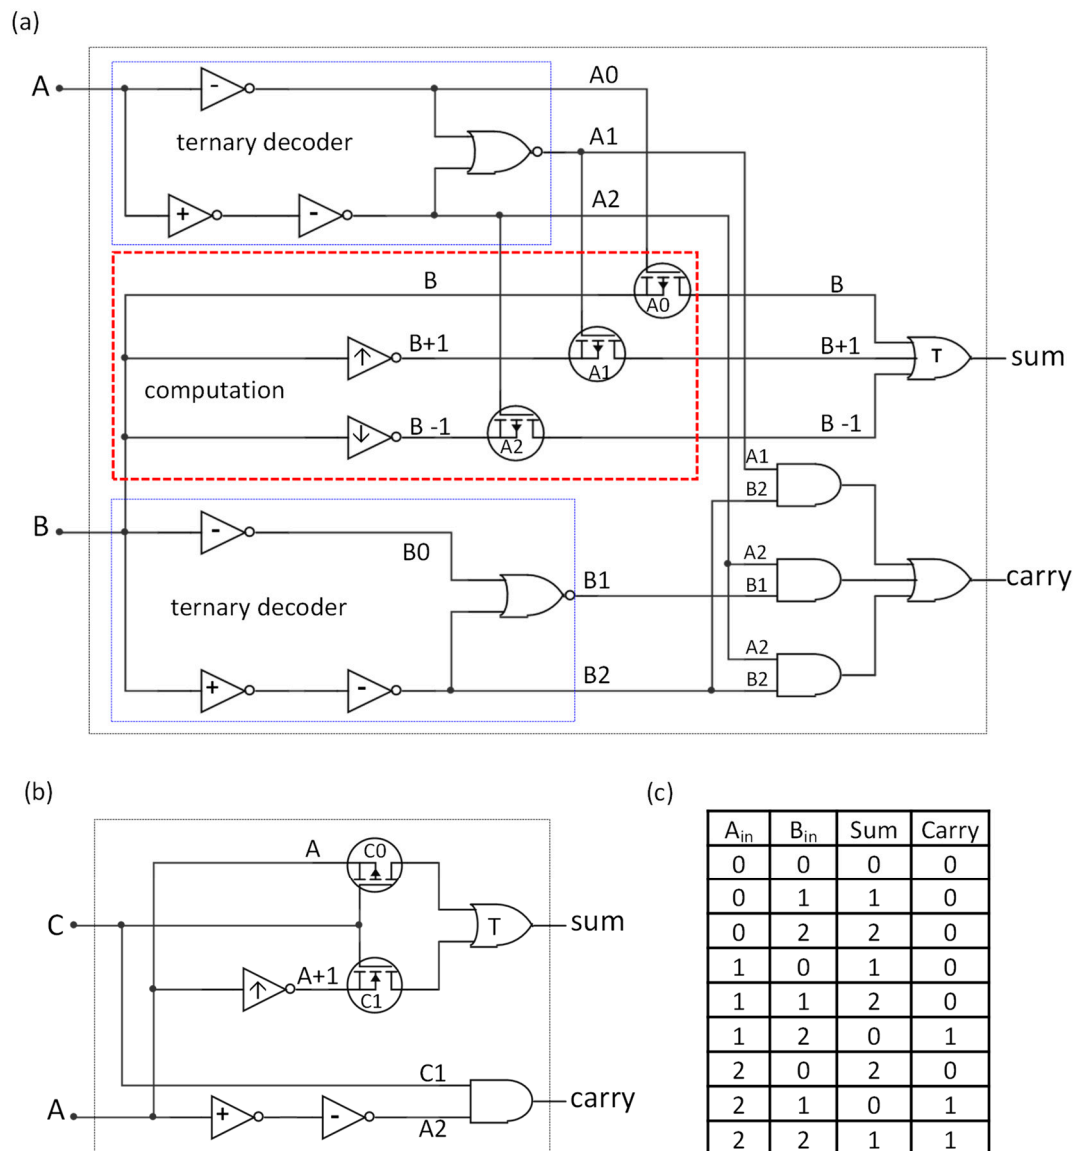 (a)
A
-
A0
ternary decoder
A1
+
-
A2
B
A0
B
B+1
A1
B+1
T
sum
computation
B -1
A2
B -1
A1
B2
B
-
B0
A2
B1
B1
carry
ternary decoder
A2
B2
B2
+
-
(b)
A
C0
C
T
sum
A+1
C1
C1
A
+
-
A2
carry
(c)
Ain Bin Sum Carry
0 0 0 0
0 1 1 0
0 2 2 0
1 0 1 0
1 1 2 0
1 2 0 1
2 0 2 0
2 1 0 1
2 2 1 1